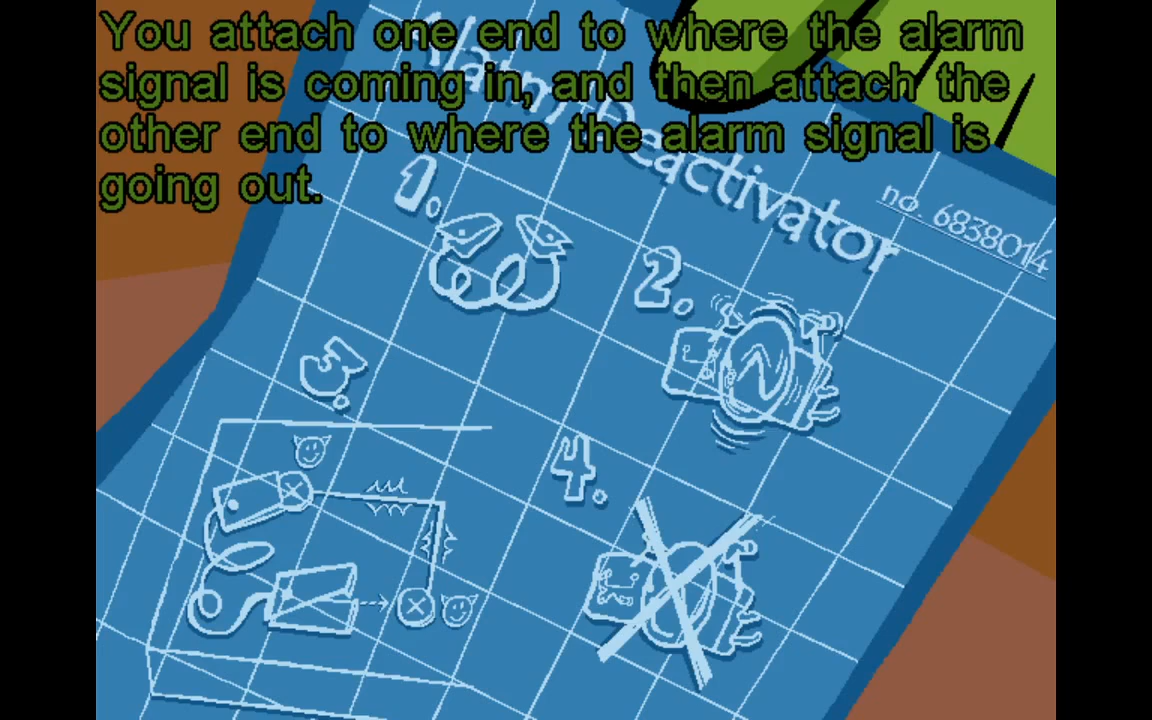 You attach one end to where the alarm
signal is coming in, and then attach the
other end to where the alarm signal is
going out.
Alarm Deactivator
no. 6838014
1.
2.
3.
4.